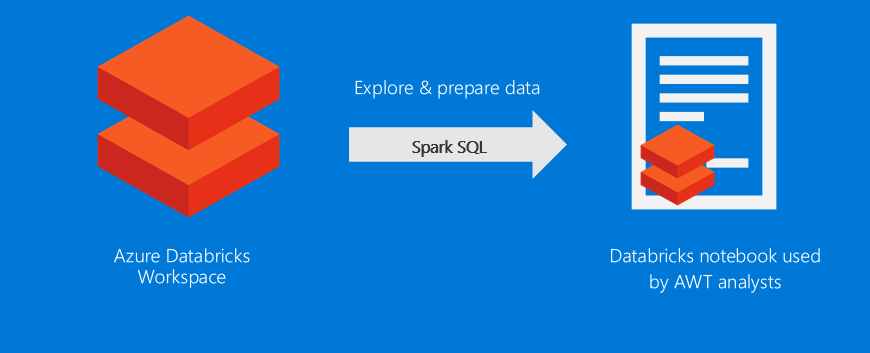 Explore & prepare data
Spark SQL
Azure Databricks
Workspace
Databricks notebook used
by AWT analysts